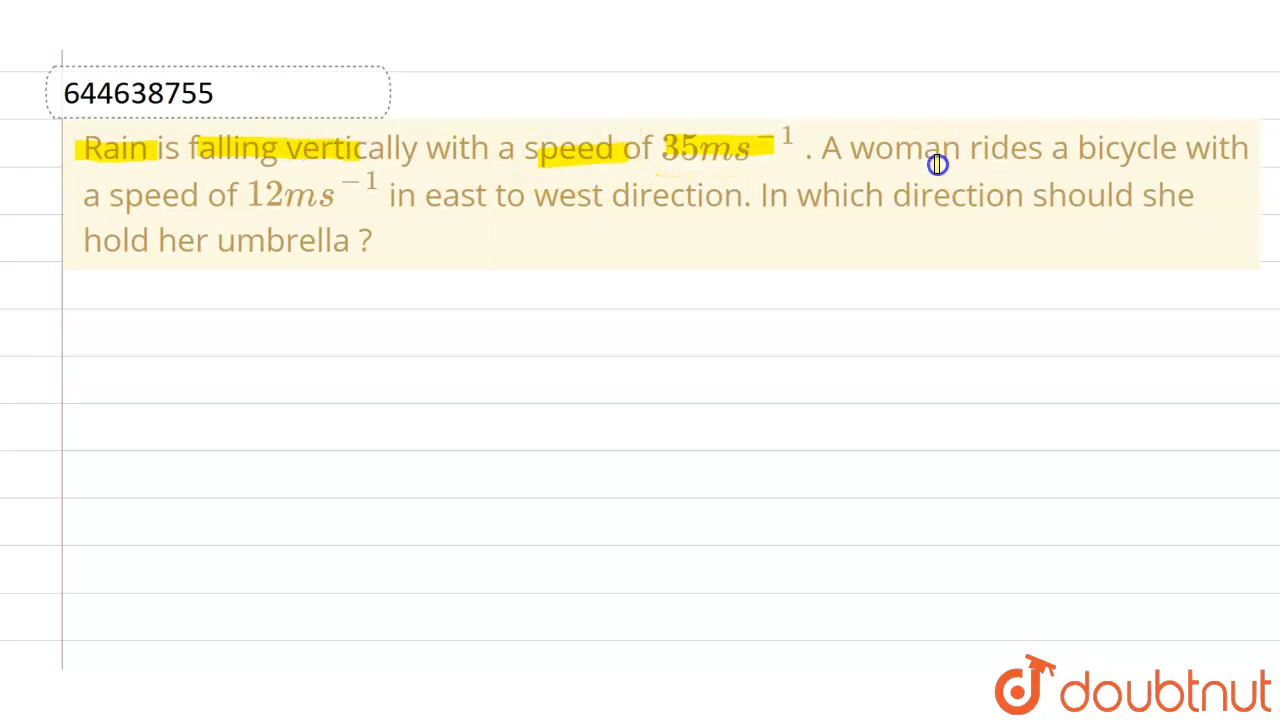 644638755
Rain is falling vertically with a speed of 35ms⁻¹ . A woman rides a bicycle with
a speed of 12ms⁻¹ in east to west direction. In which direction should she
hold her umbrella ?
doubtnut